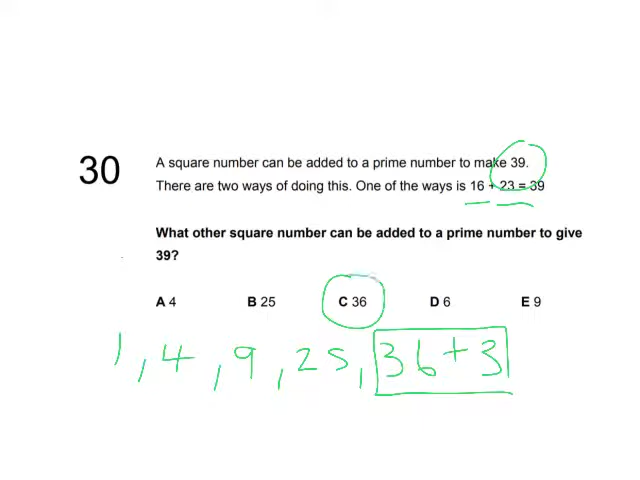 30
A square number can be added to a prime number to make 39.
There are two ways of doing this. One of the ways is 16 + 23 = 39
What other square number can be added to a prime number to give
39?
A 4 B 25 C 36 D 6 E 9
1, 4, 9, 25, 36+3